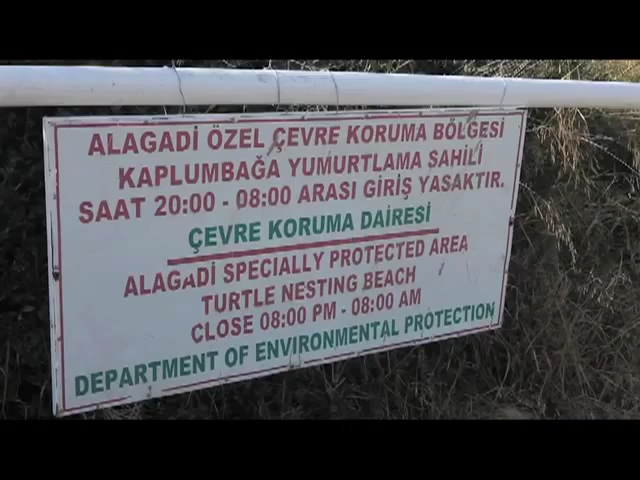 ALAGADİ ÖZEL ÇEVRE KORUMA BÖLGESİ
KAPLUMBAĞA YUMURTLAMA SAHİLİ
SAAT 20:00 - 08:00 ARASI GİRİŞ YASAKTIR.
ÇEVRE KORUMA DAİRESİ
ALAGADİ SPECIALLY PROTECTED AREA
TURTLE NESTING BEACH
CLOSE 08:00 PM - 08:00 AM
DEPARTMENT OF ENVIRONMENTAL PROTECTION